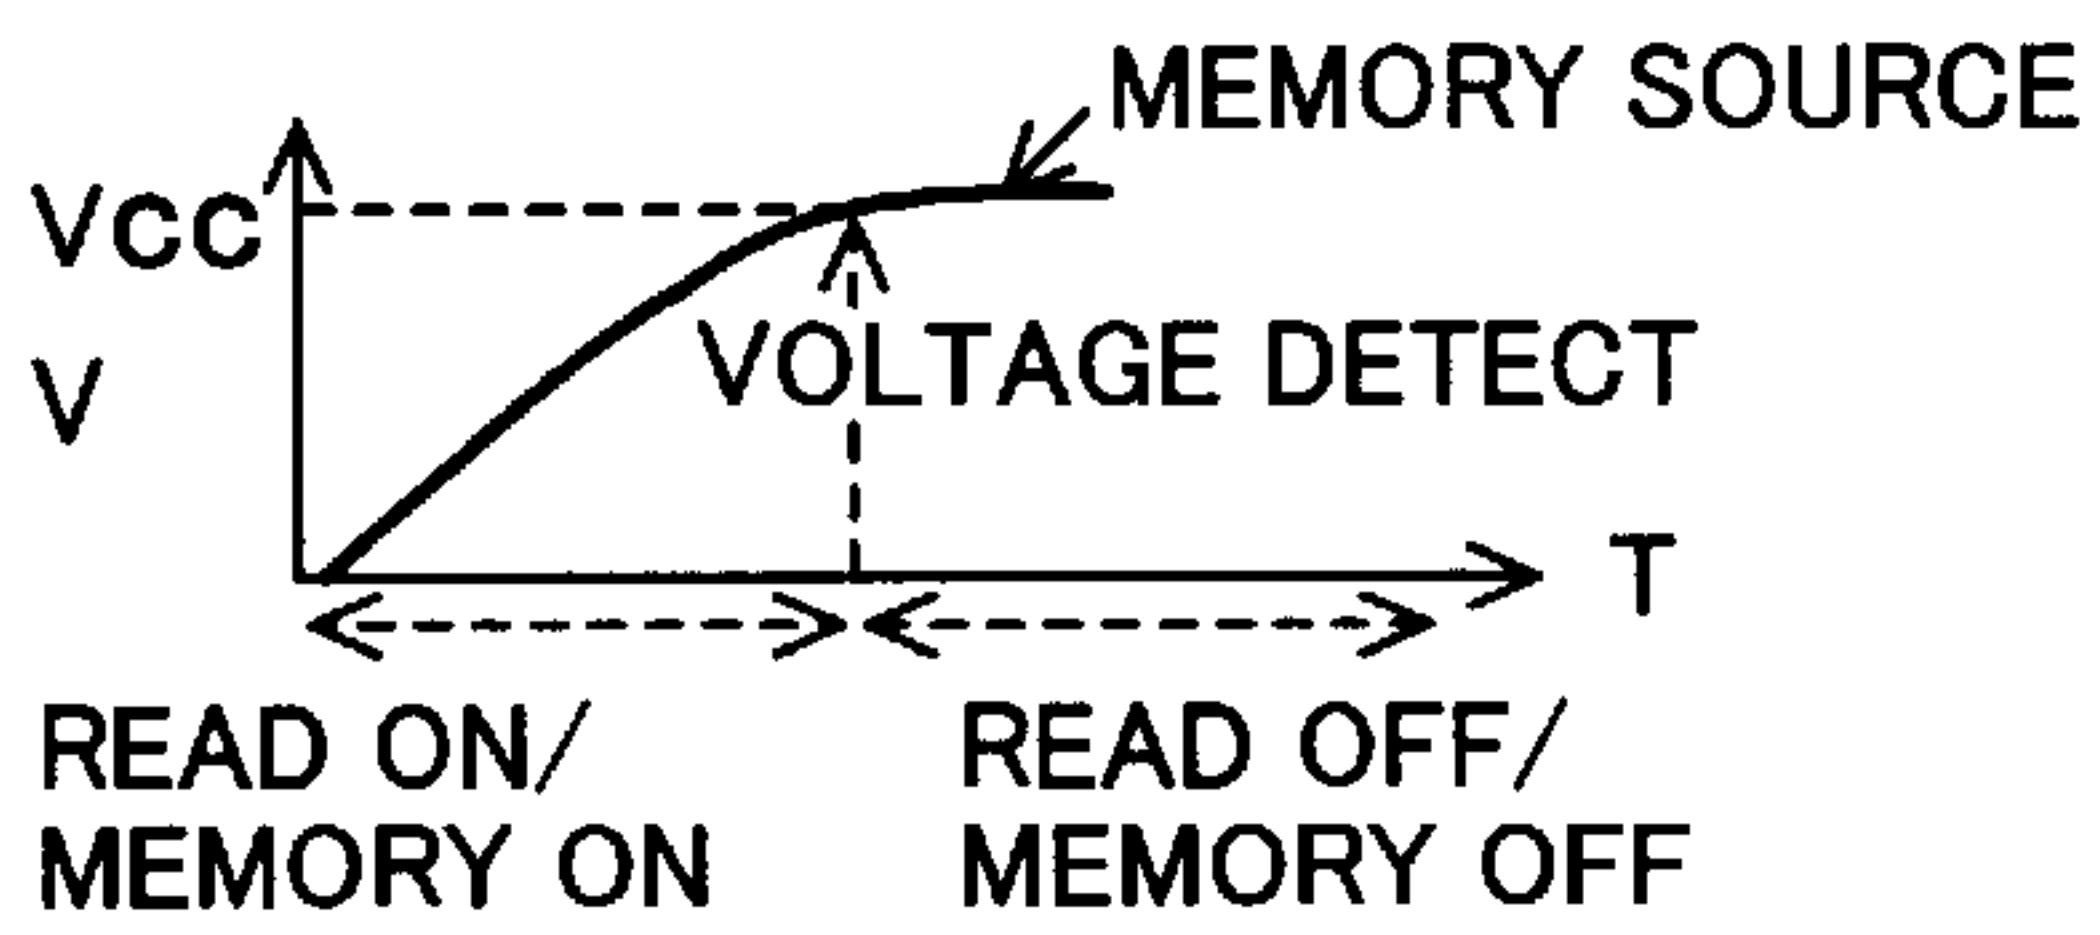 MEMORY SOURCE
VCC
V
VOLTAGE DETECT
T
READ ON/
MEMORY ON
READ OFF/
MEMORY OFF